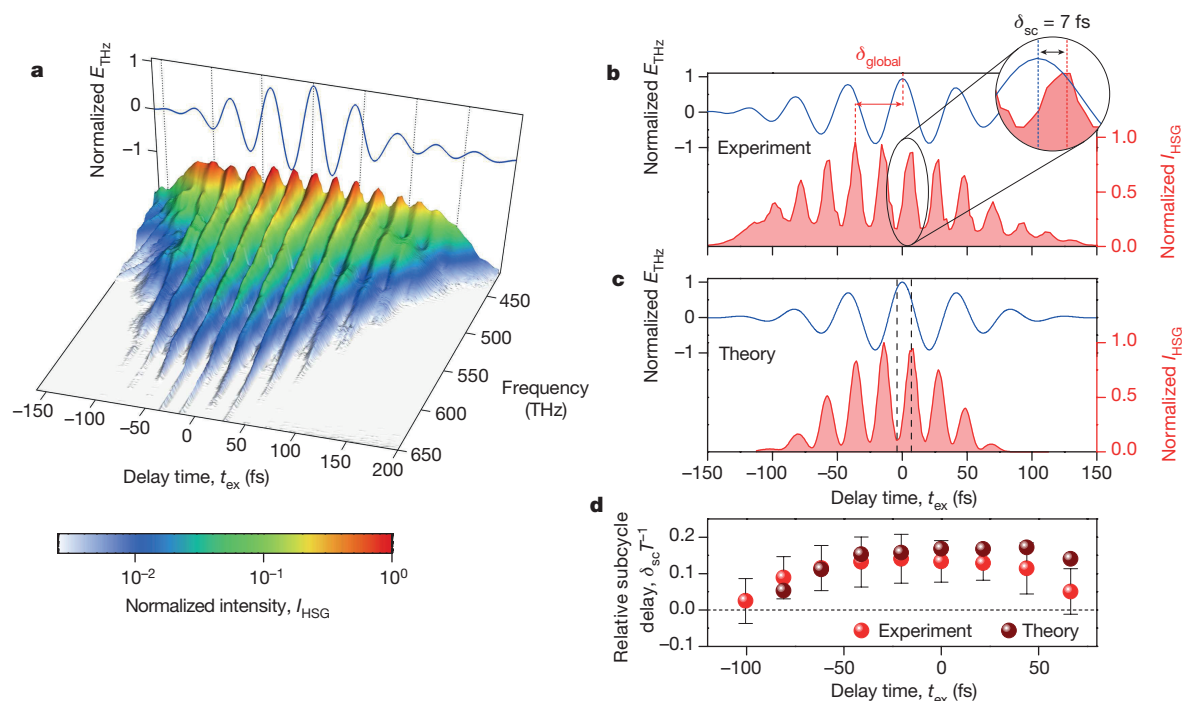 a
Normalized E_THz
1
0
−1
450
500
550
600
650
Frequency
(THz)
−150
−100
−50
0
50
100
150
200
Delay time, t_ex (fs)
10⁻²
10⁻¹
10⁰
Normalized intensity, I_HSG
b
δ_sc = 7 fs
δ_global
Normalized E_THz
1
0
−1
Experiment
1.0
0.5
0.0
Normalized I_HSG
c
Normalized E_THz
1
0
−1
Theory
1.0
0.5
0.0
Normalized I_HSG
−150
−100
−50
0
50
100
150
Delay time, t_ex (fs)
d
Relative subcycle
delay, δ_sc T⁻¹
0.2
0.1
0.0
−0.1
Experiment
Theory
−100
−50
0
50
Delay time, t_ex (fs)